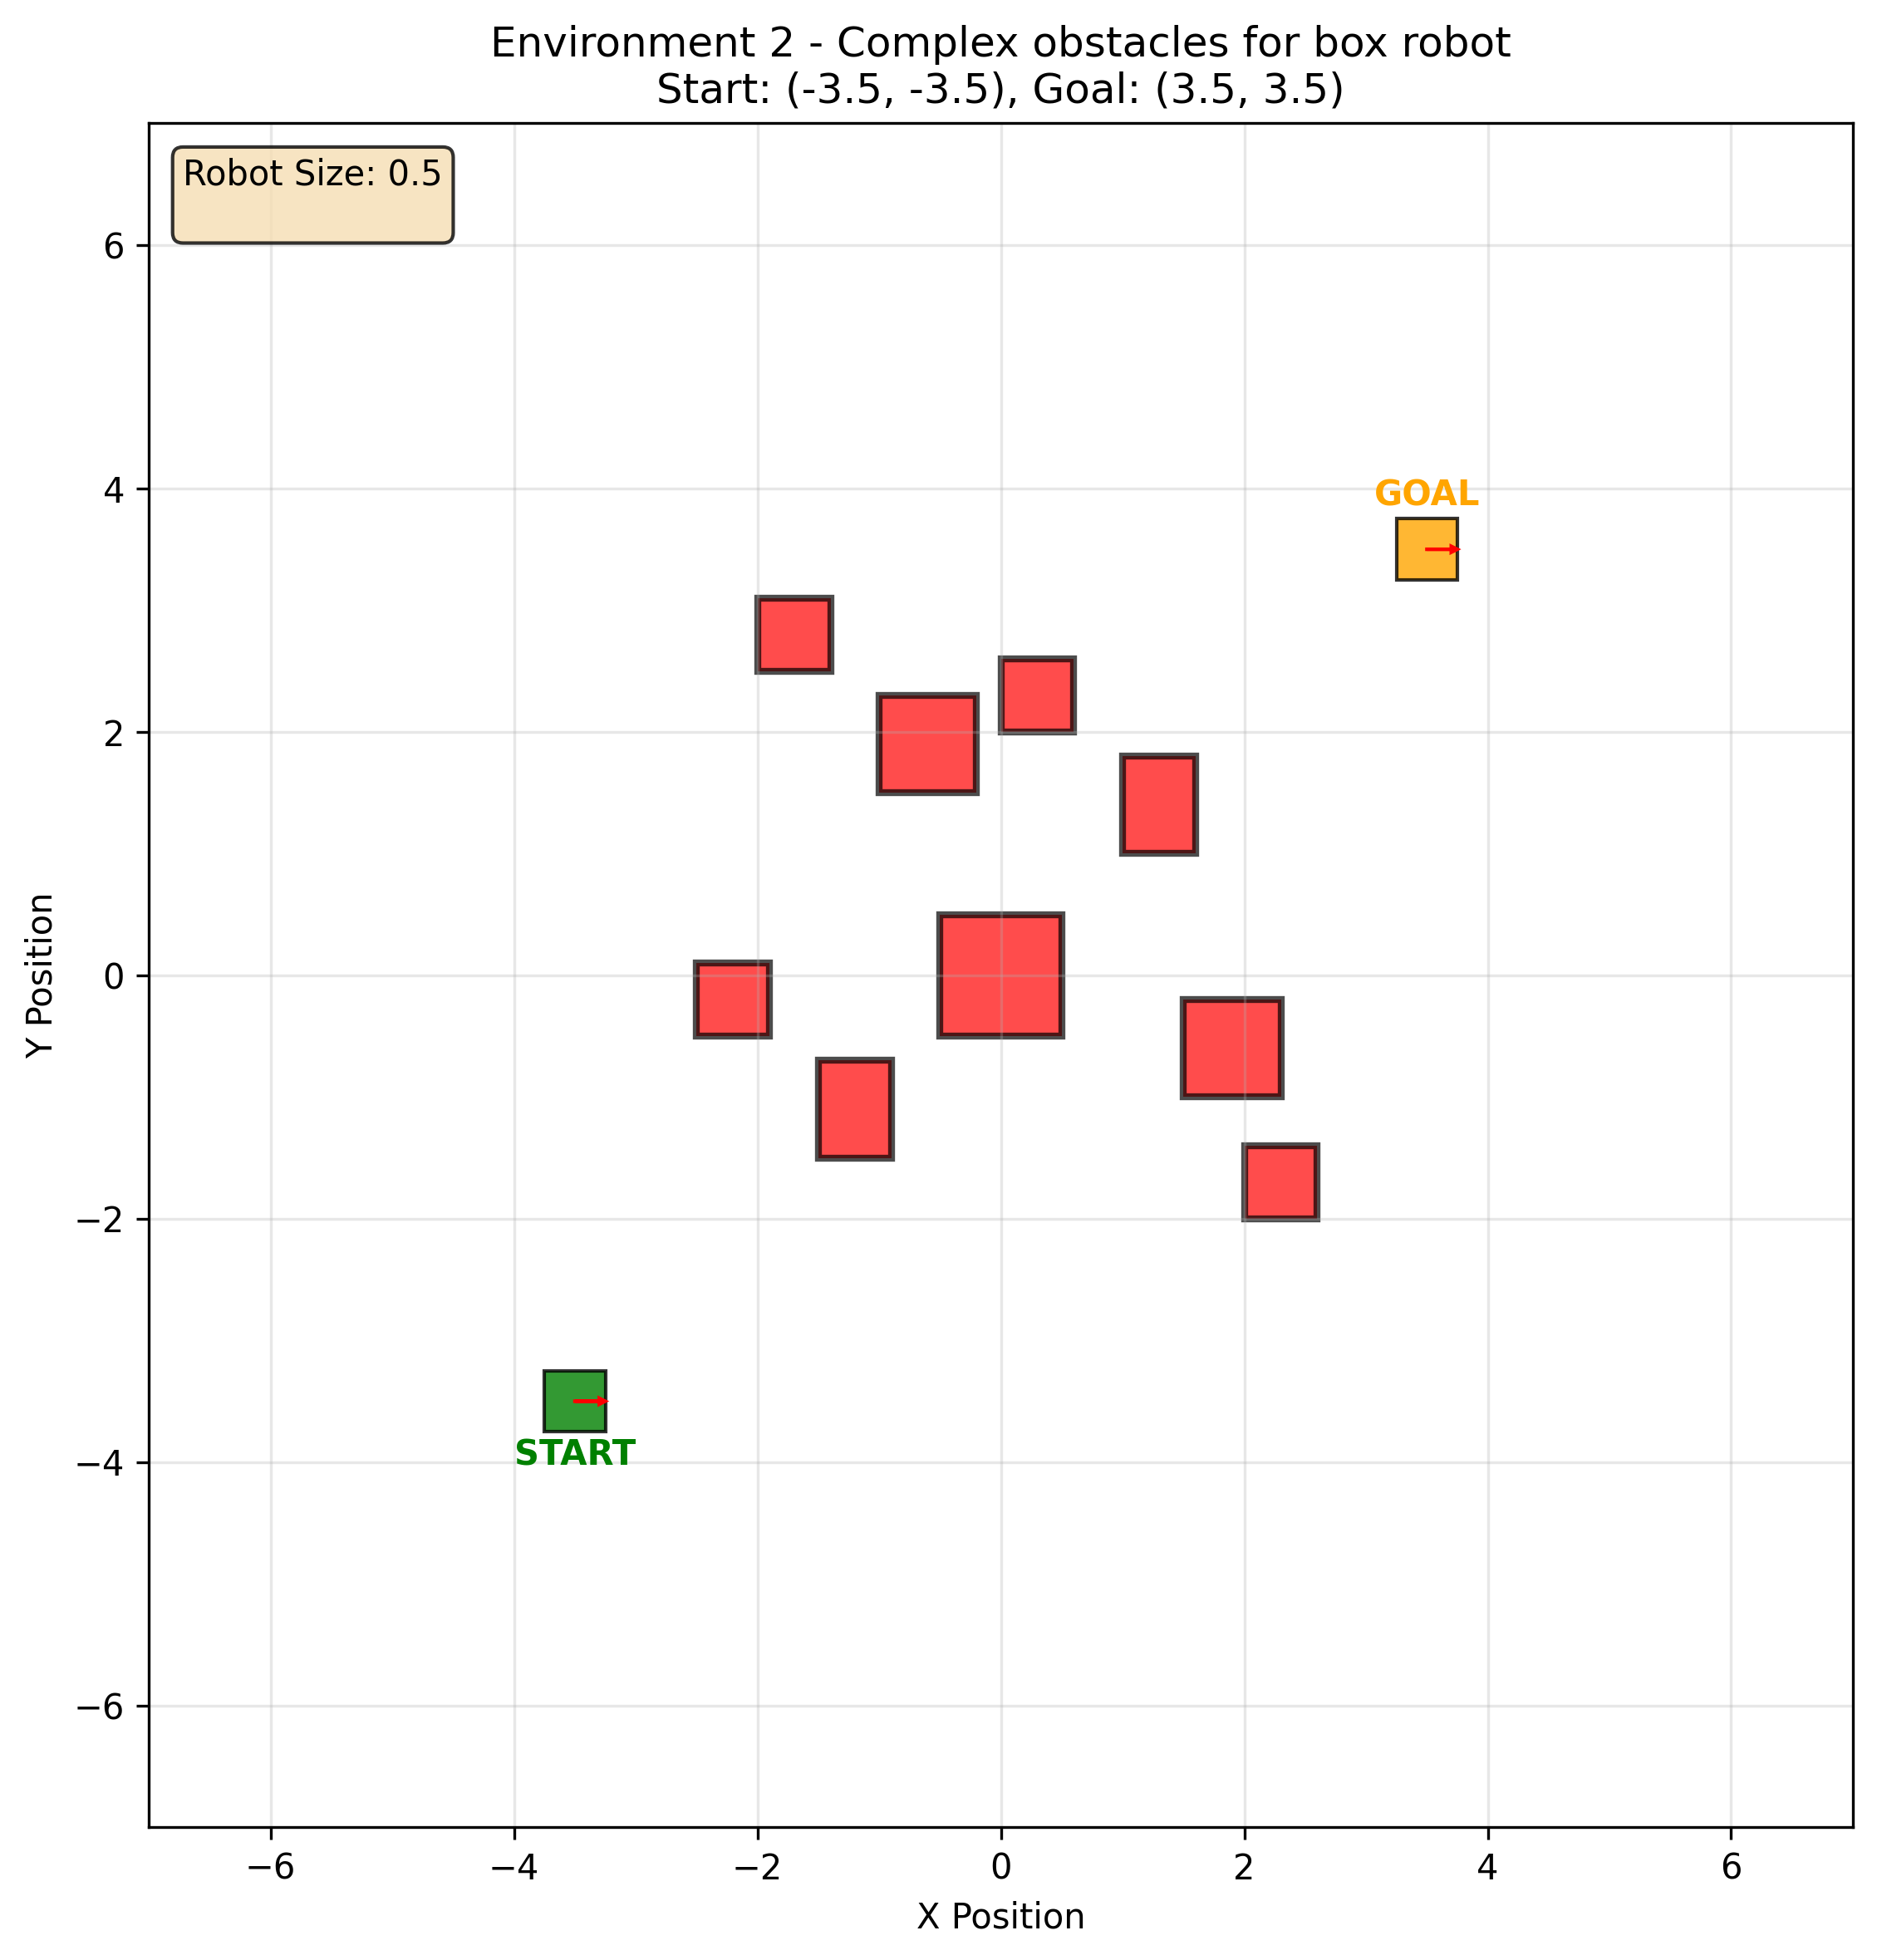 Environment 2 - Complex obstacles for box robot
Start: (-3.5, -3.5), Goal: (3.5, 3.5)
Robot Size: 0.5
6
4
2
0
−2
−4
−6
Y Position
GOAL
START
−6
−4
−2
0
2
4
6
X Position